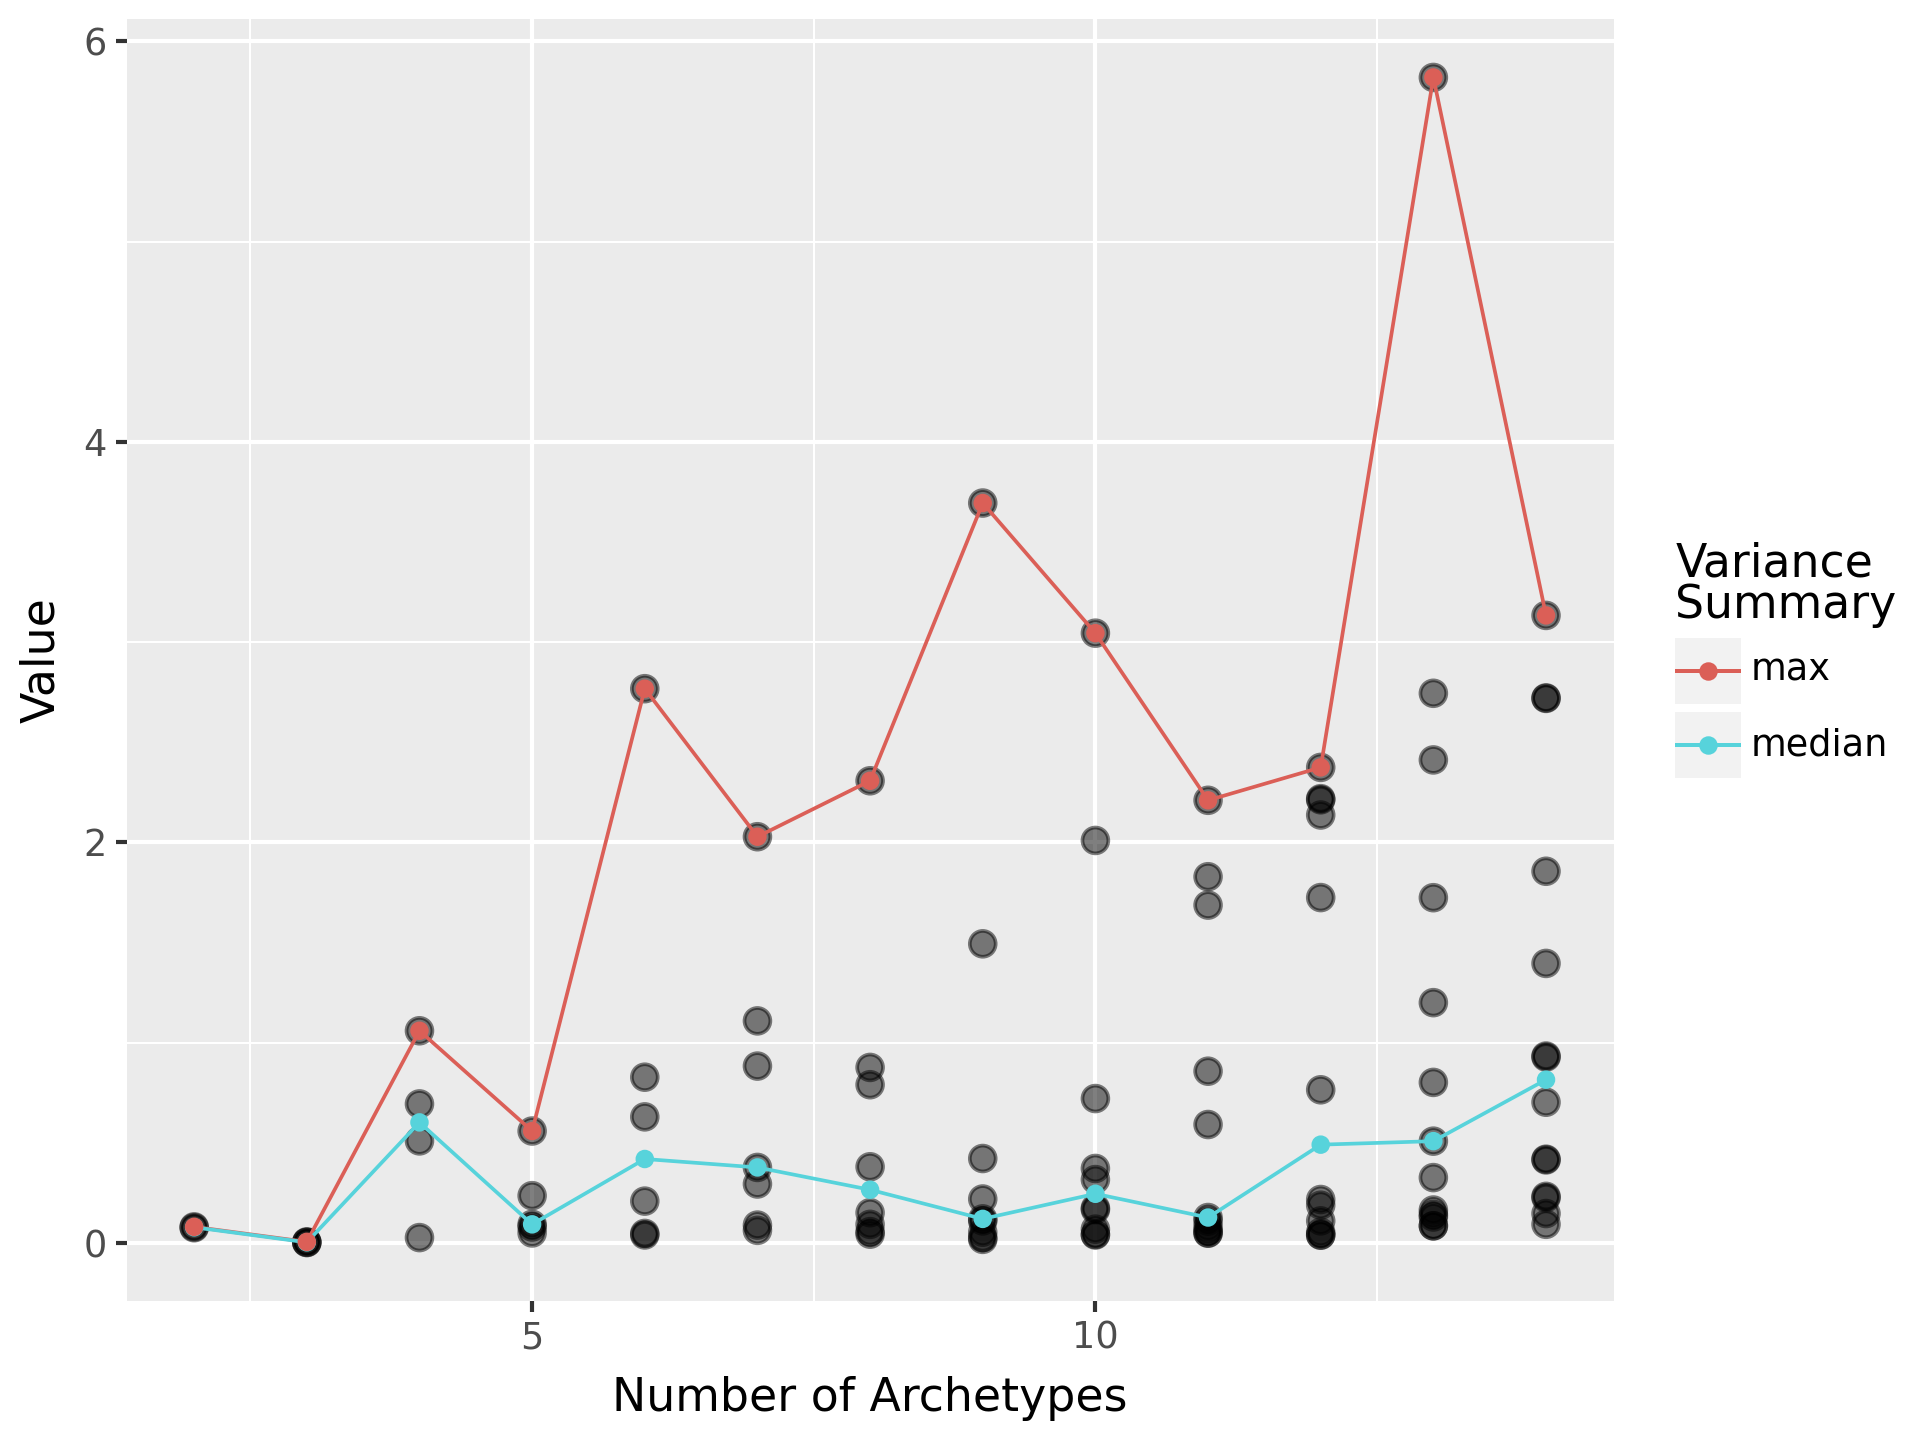 6
4
2
0
5
10
Number of Archetypes
Value
Variance
Summary
max
median